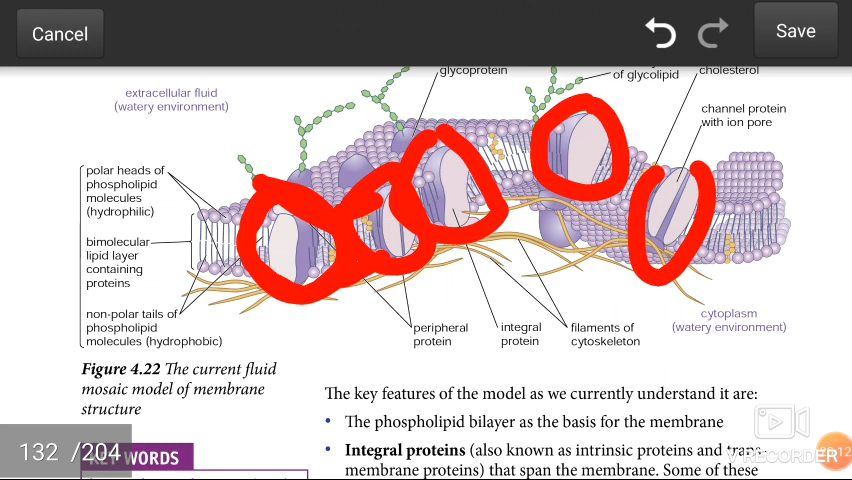 Cancel
Save
glycoprotein
of glycolipid
cholesterol
extracellular fluid
(watery environment)
channel protein
with ion pore
polar heads of
phospholipid
molecules
(hydrophilic)
bimolecular
lipid layer
containing
proteins
non-polar tails of
phospholipid
molecules (hydrophobic)
peripheral
protein
integral
protein
filaments of
cytoskeleton
cytoplasm
(watery environment)
Figure 4.22 The current fluid
mosaic model of membrane
structure
The key features of the model as we currently understand it are:
• The phospholipid bilayer as the basis for the membrane
• Integral proteins (also known as intrinsic proteins and trans-
membrane proteins) that span the membrane. Some of these
132 /204
KEY WORDS
V RECORDER